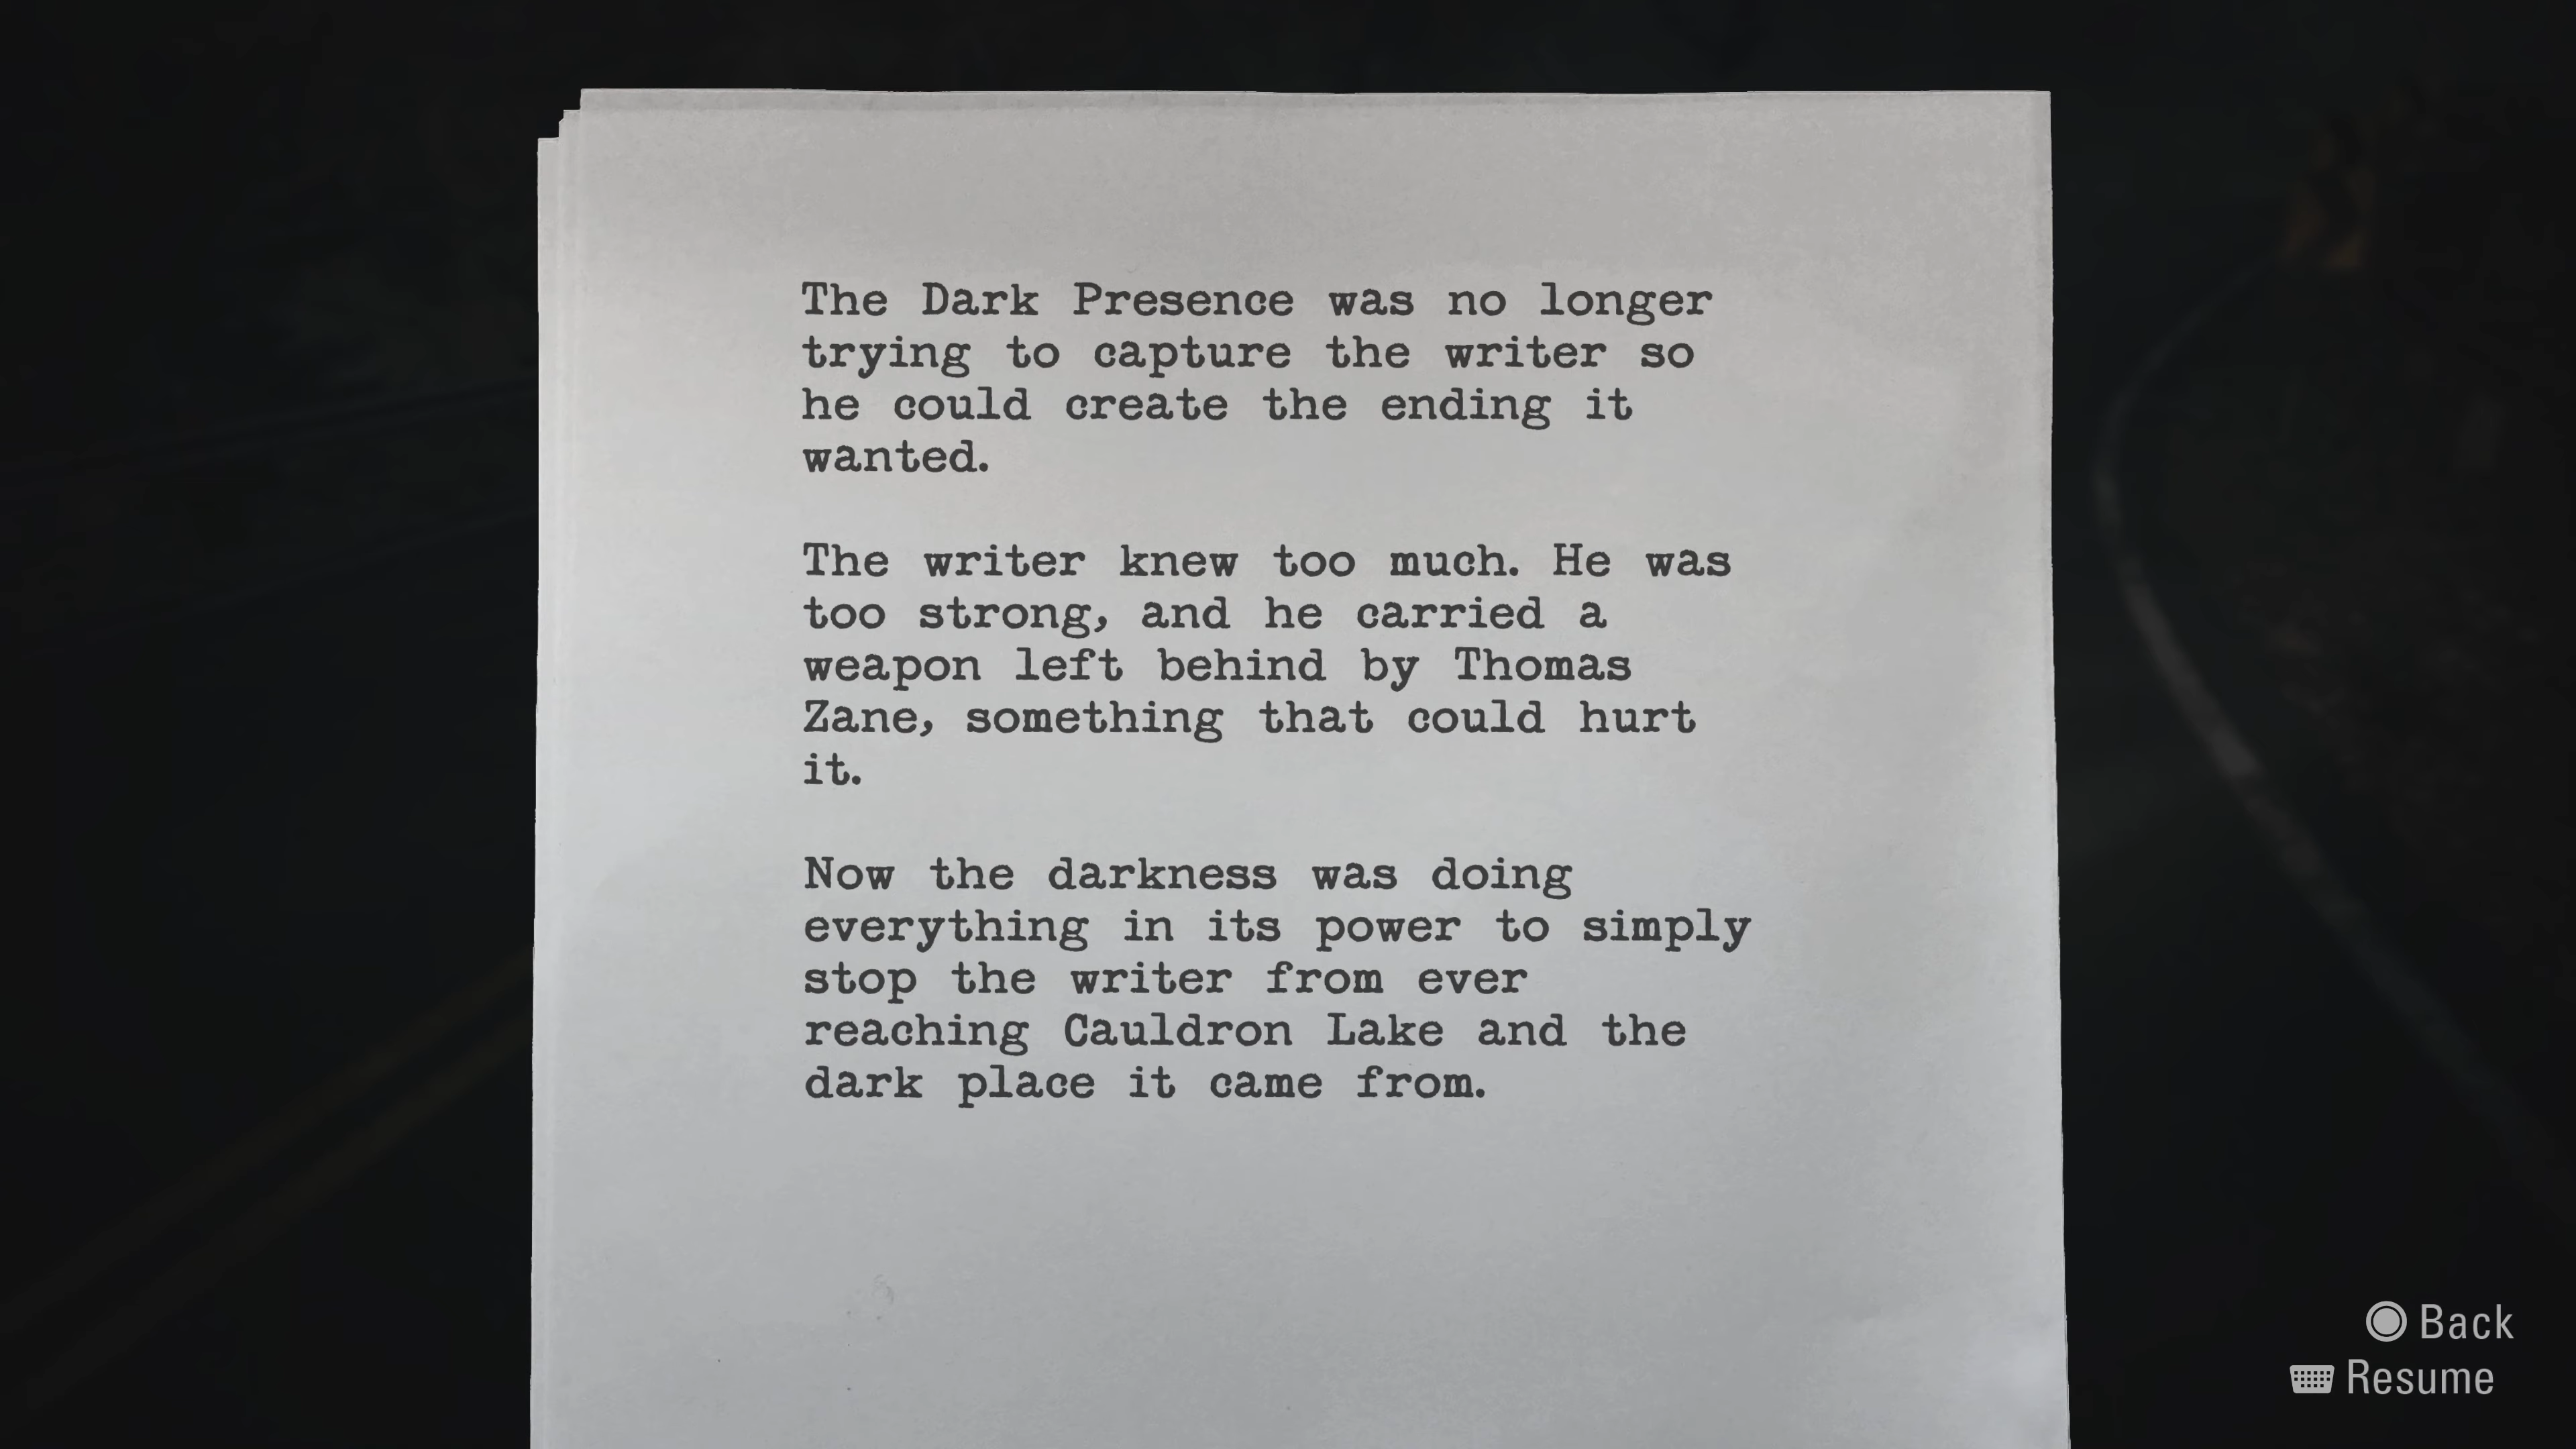 The Dark Presence was no longer
trying to capture the writer so
he could create the ending it
wanted.
The writer knew too much. He was
too strong, and he carried a
weapon left behind by Thomas
Zane, something that could hurt
it.
Now the darkness was doing
everything in its power to simply
stop the writer from ever
reaching Cauldron Lake and the
dark place it came from.
Back
Resume